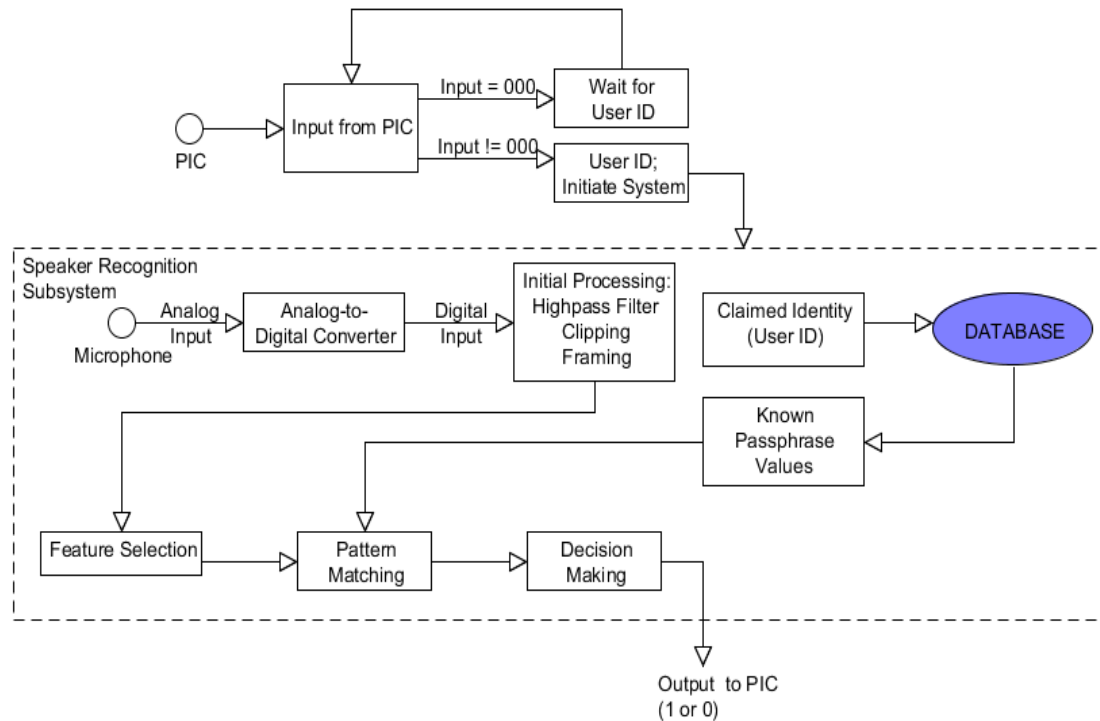 Input = 000
Wait for
User ID
Input from PIC
PIC
Input != 000
User ID;
Initiate System
Speaker Recognition
Subsystem
Microphone
Analog
Input
Analog-to-
Digital Converter
Digital
Input
Initial Processing:
Highpass Filter
Clipping
Framing
Claimed Identity
(User ID)
DATABASE
Known
Passphrase
Values
Feature Selection
Pattern
Matching
Decision
Making
Output to PIC
(1 or 0)